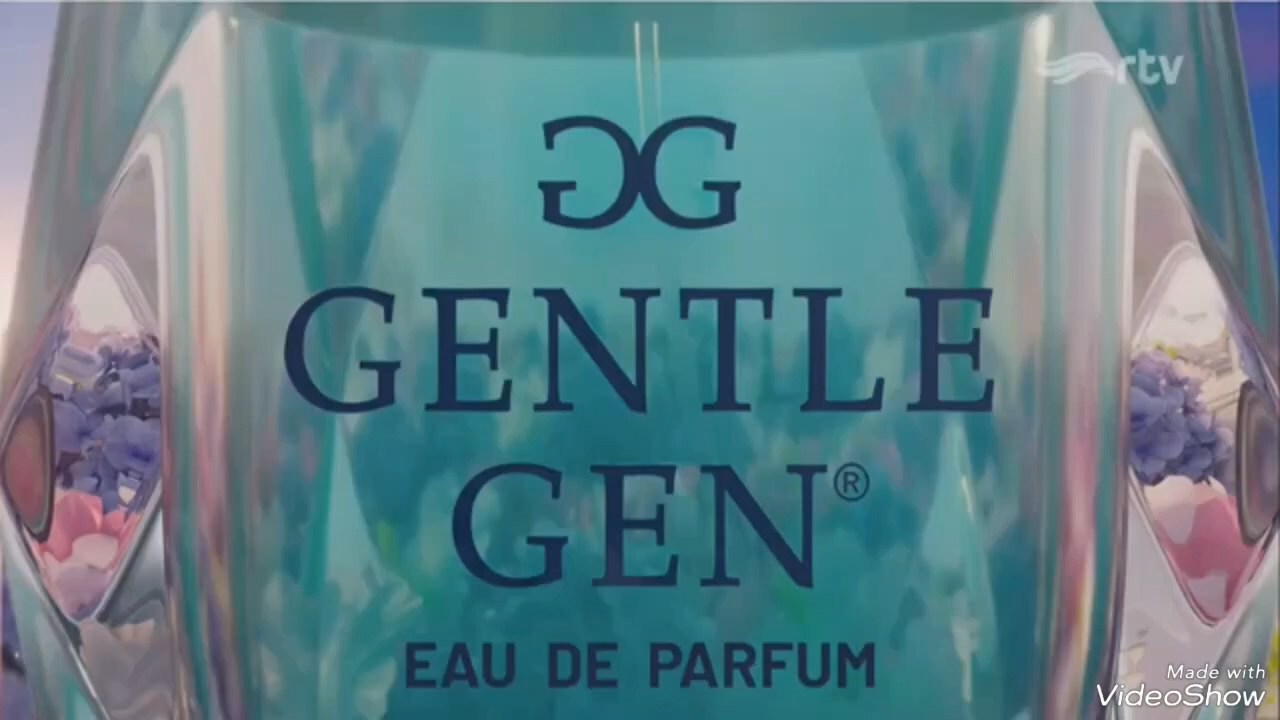 rtv
GG
GENTLE
GEN®
EAU DE PARFUM
Made with
VideoShow